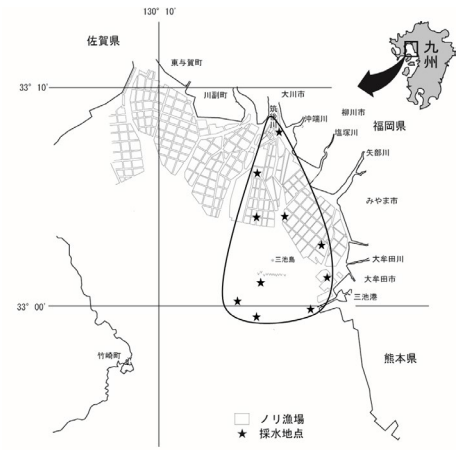 130° 10'
佐賀県
東与賀町
九州
33° 10'
川副町
大川市
筑後川
沖端川
柳川市
福岡県
塩塚川
矢部川
みやま市
三池島
大牟田川
大牟田市
三池港
33° 00'
竹崎町
熊本県
ノリ漁場
★ 採水地点